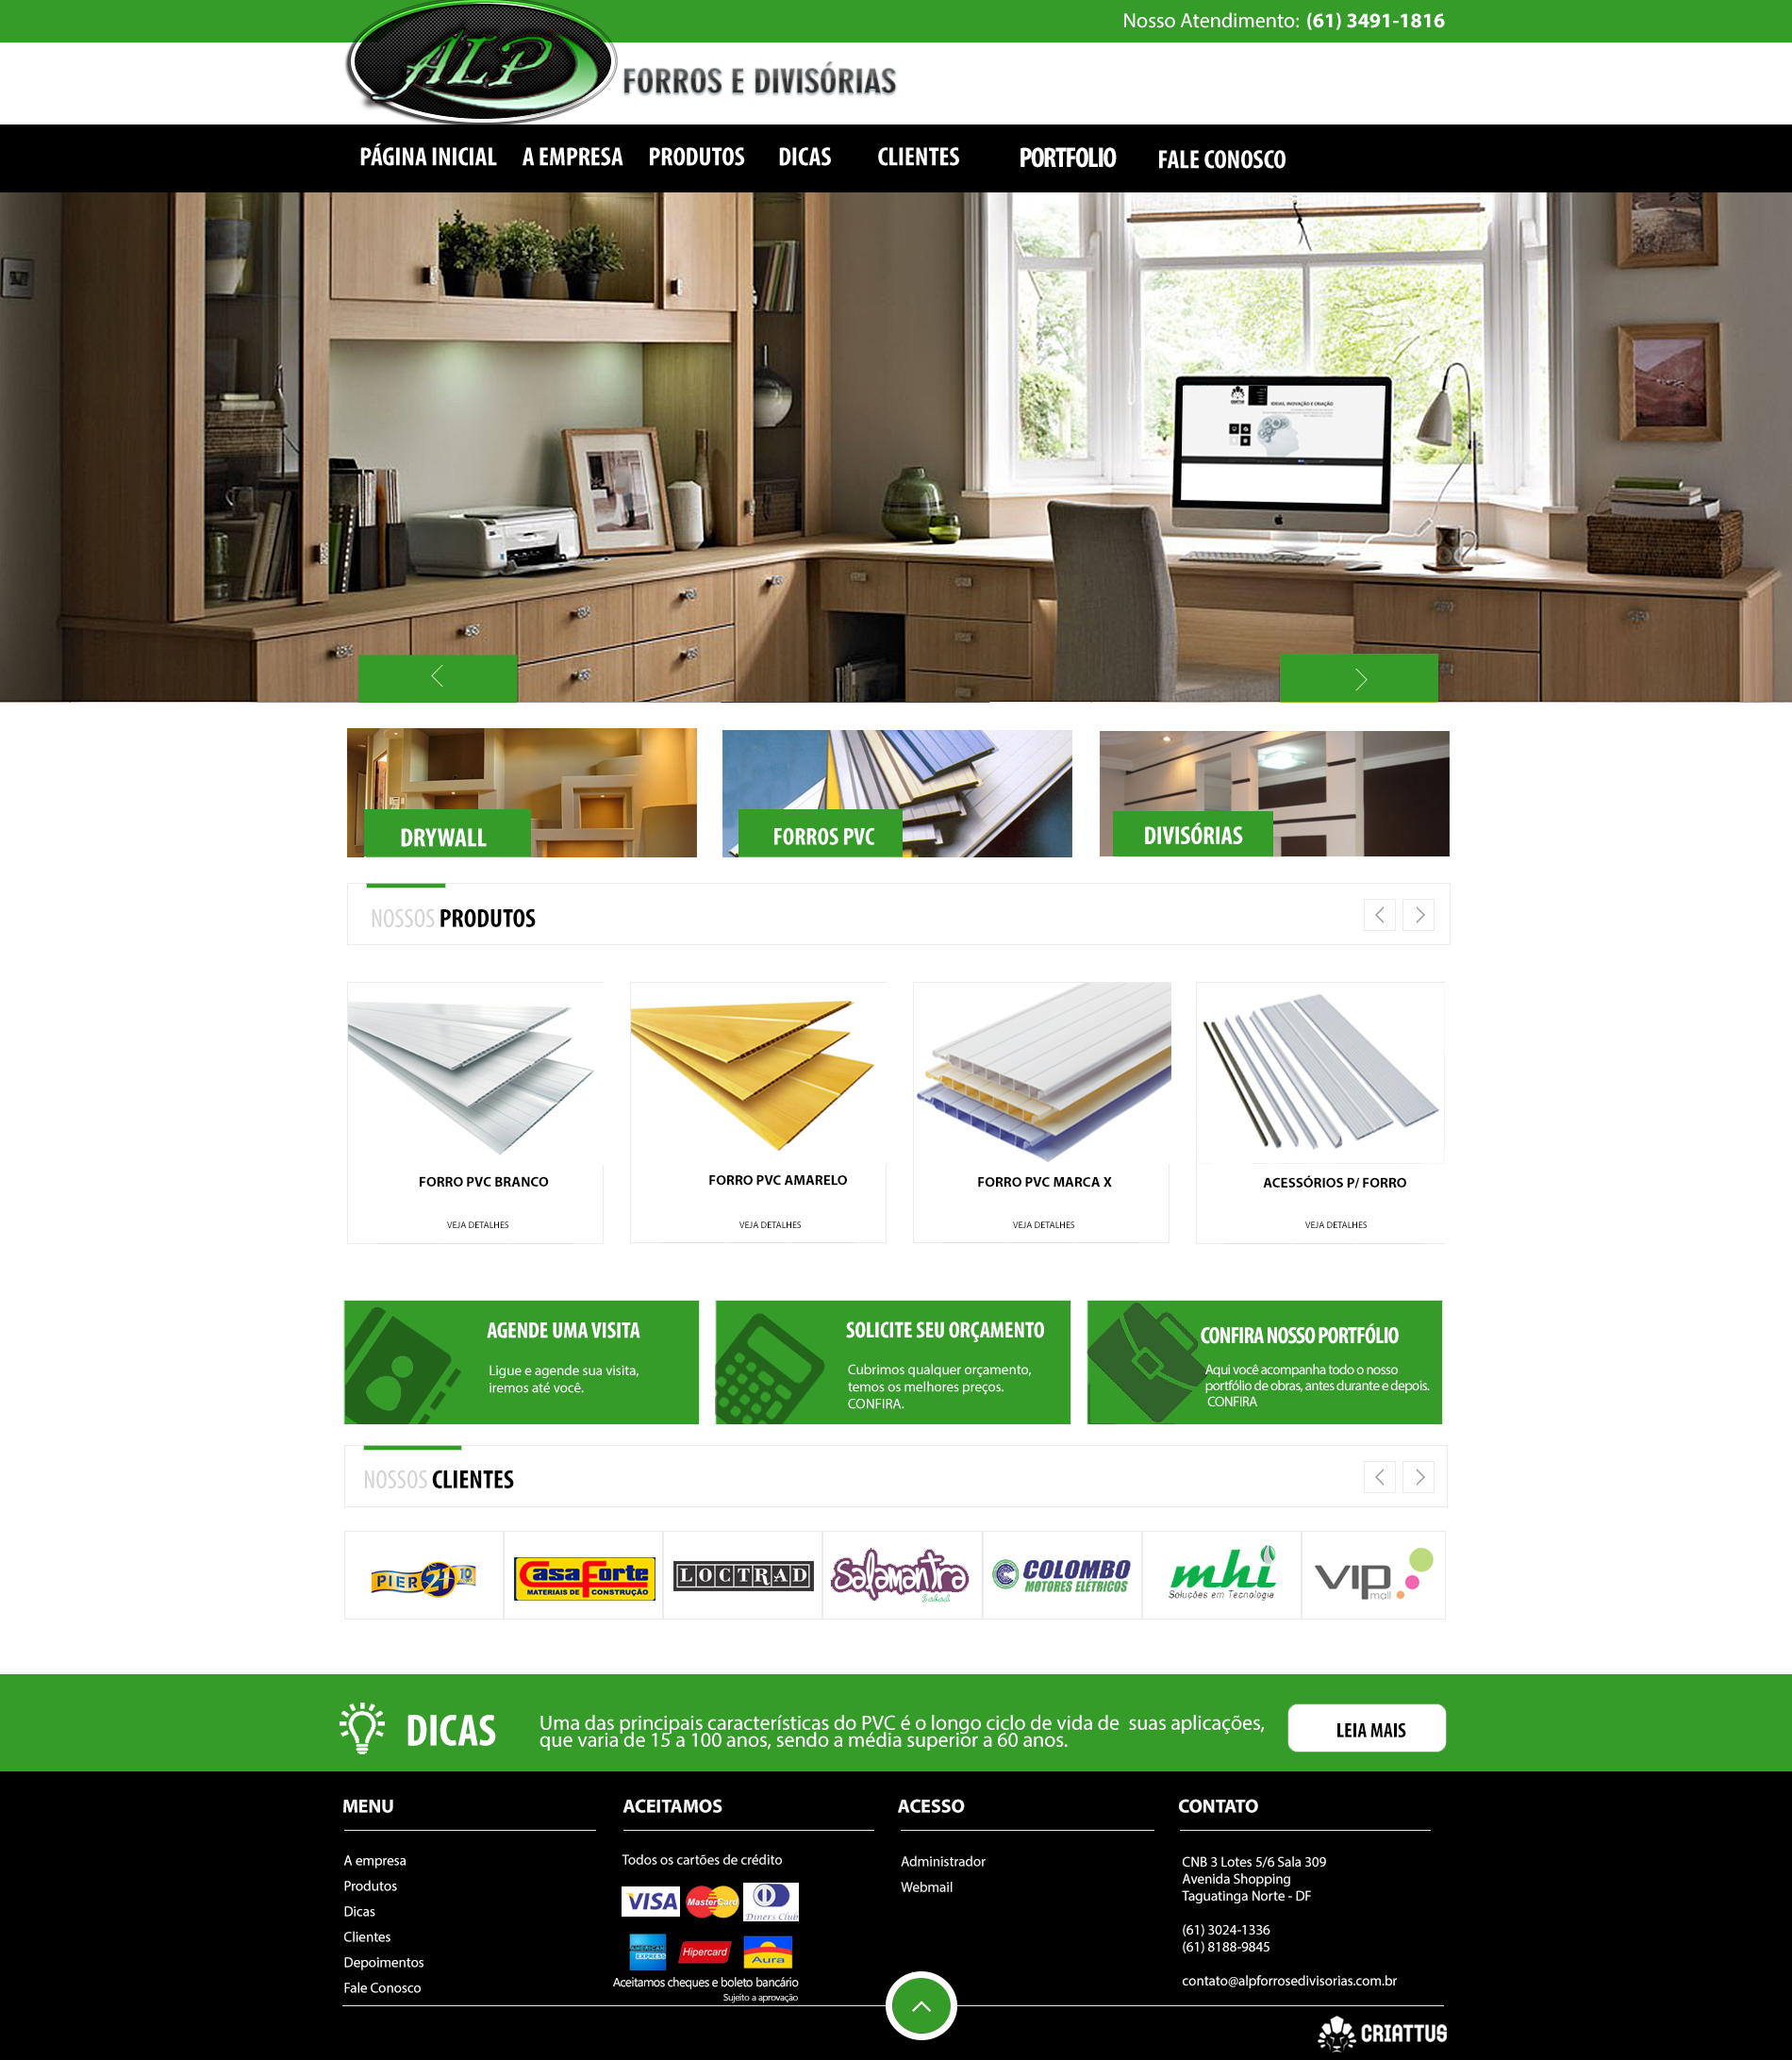 Nosso Atendimento: (61) 3491-1816
ALP
FORROS E DIVISÓRIAS
PÁGINA INICIAL A EMPRESA PRODUTOS DICAS CLIENTES PORTFOLIO FALE CONOSCO
IDEIAS, INOVAÇÃO E CRIAÇÃO
DRYWALL
FORROS PVC
DIVISÓRIAS
NOSSOS PRODUTOS
FORRO PVC BRANCO
VEJA DETALHES
FORRO PVC AMARELO
VEJA DETALHES
FORRO PVC MARCA X
VEJA DETALHES
ACESSÓRIOS P/ FORRO
VEJA DETALHES
AGENDE UMA VISITA
Ligue e agende sua visita,
iremos até você.
SOLICITE SEU ORÇAMENTO
Cubrimos qualquer orçamento,
temos os melhores preços.
CONFIRA.
CONFIRA NOSSO PORTFÓLIO
Aqui você acompanha todo o nosso
portfólio de obras, antes durante e depois.
CONFIRA
NOSSOS CLIENTES
PIER 21 10
CasaForte
MATERIAIS DE CONSTRUÇÃO
LOCTRAD
Salamantra
COLOMBO
MOTORES ELÉTRICOS
mhi
Soluções em Tecnologia
VIP
mall
DICAS
Uma das principais características do PVC é o longo ciclo de vida de suas aplicações,
que varia de 15 a 100 anos, sendo a média superior a 60 anos.
LEIA MAIS
MENU
A empresa
Produtos
Dicas
Clientes
Depoimentos
Fale Conosco
ACEITAMOS
Todos os cartões de crédito
VISA
MasterCard
Diners Club
AMERICAN
EXPRESS
Hipercard
Aura
Aceitamos cheques e boleto bancário
Sujeito a aprovação
ACESSO
Administrador
Webmail
CONTATO
CNB 3 Lotes 5/6 Sala 309
Avenida Shopping
Taguatinga Norte - DF
(61) 3024-1336
(61) 8188-9845
contato@alpforrosedivisorias.com.br
CRIATTUS